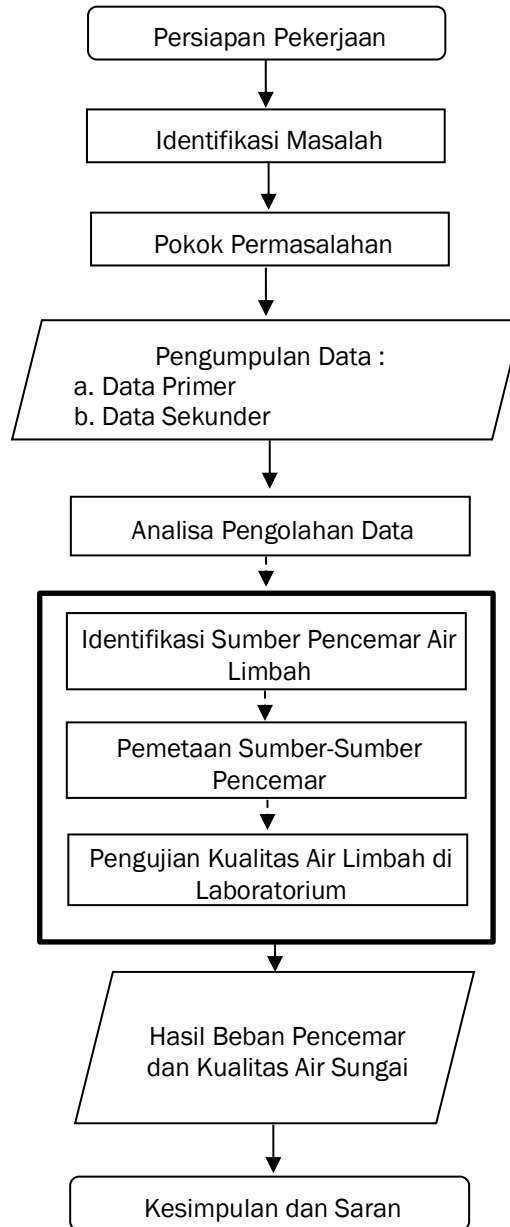 Persiapan Pekerjaan
Identifikasi Masalah
Pokok Permasalahan
Pengumpulan Data :
a. Data Primer
b. Data Sekunder
Analisa Pengolahan Data
Identifikasi Sumber Pencemar Air
Limbah
Pemetaan Sumber-Sumber
Pencemar
Pengujian Kualitas Air Limbah di
Laboratorium
Hasil Beban Pencemar
dan Kualitas Air Sungai
Kesimpulan dan Saran